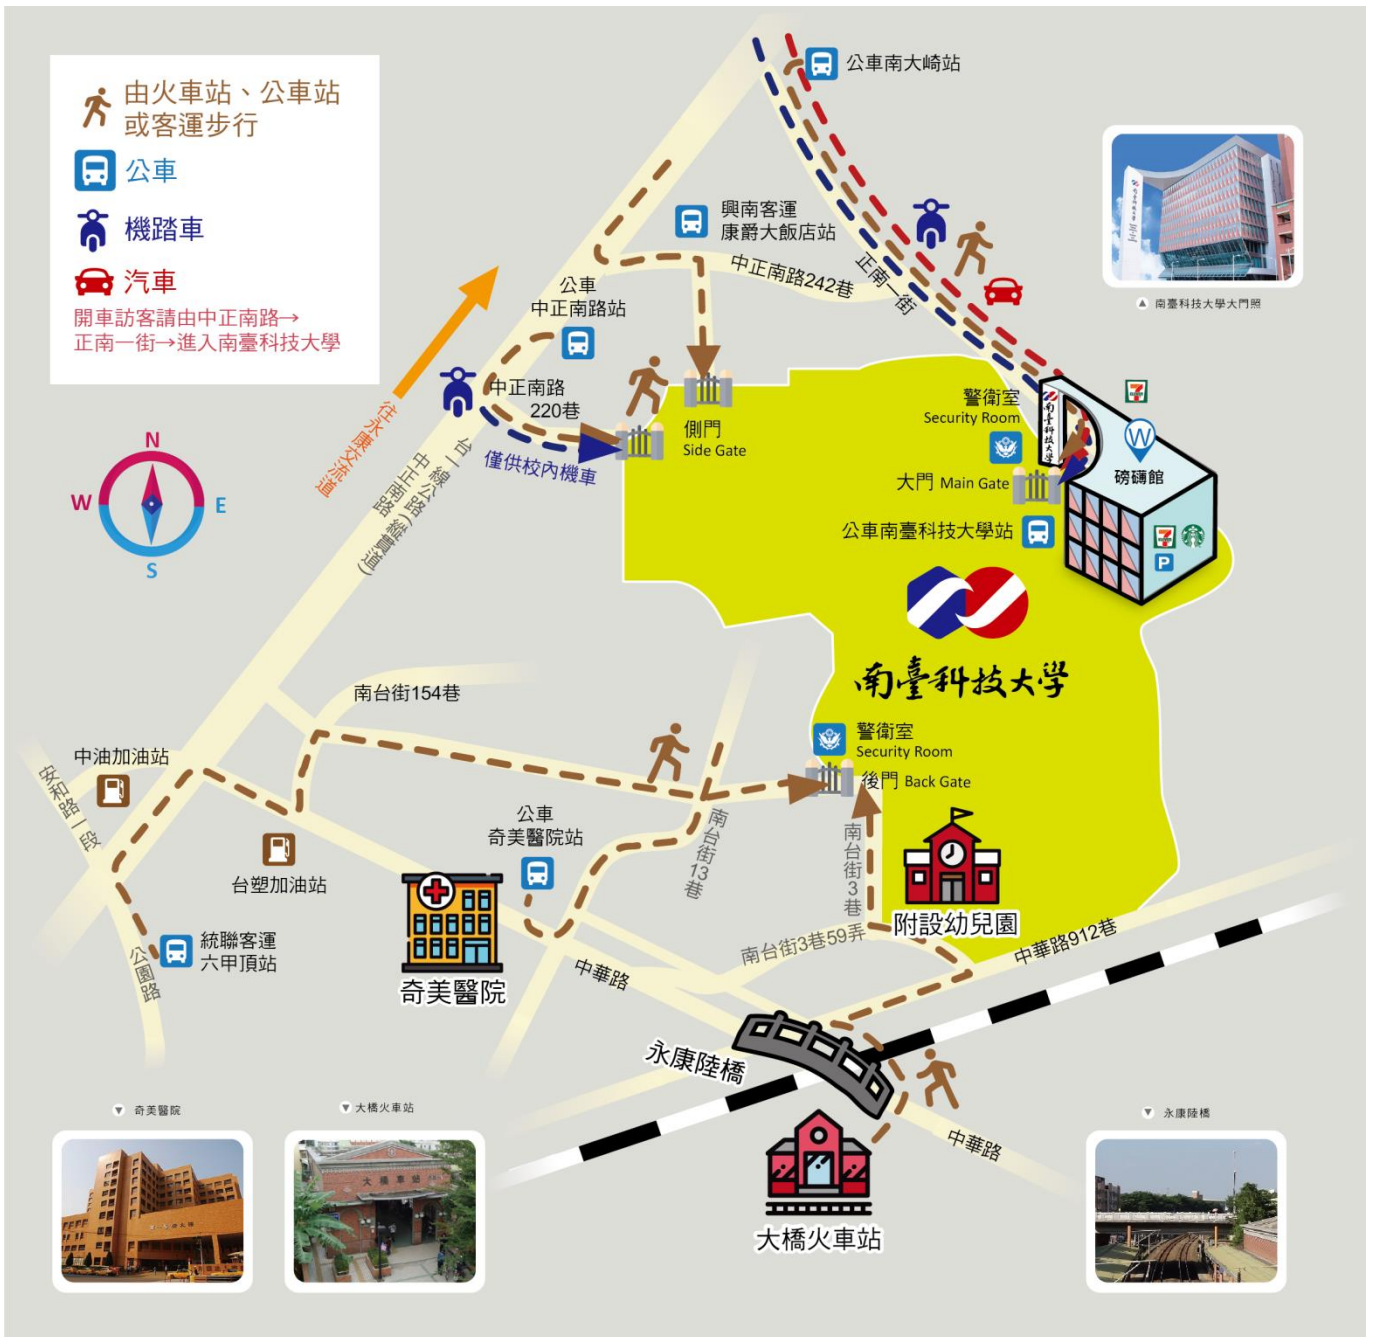 由火車站、公車站
或客運步行
公車
機踏車
汽車
開車訪客請由中正南路→
正南一街→進入南臺科技大學
公車南大崎站
興南客運
康爵大飯店站
中正南路242巷
正南一街
南臺科技大學大門照
公車
中正南路站
中正南路
220巷
僅供校內機車
往永康交流道
台一線公路(縱貫道)
中正南路
側門
Side Gate
警衛室
Security Room
大門 Main Gate
公車南臺科技大學站
南臺科技大學
W
磅礴館
7
7
P
N
W
E
S
南臺科技大學
南台街154巷
中油加油站
安和路一段
台塑加油站
公車
奇美醫院站
南台街13巷
警衛室
Security Room
後門 Back Gate
南台街3巷
附設幼兒園
南台街3巷59弄
中華路912巷
統聯客運
六甲頂站
公園路
奇美醫院
中華路
永康陸橋
中華路
大橋火車站
奇美醫院
大橋火車站
大橋車站
永康陸橋